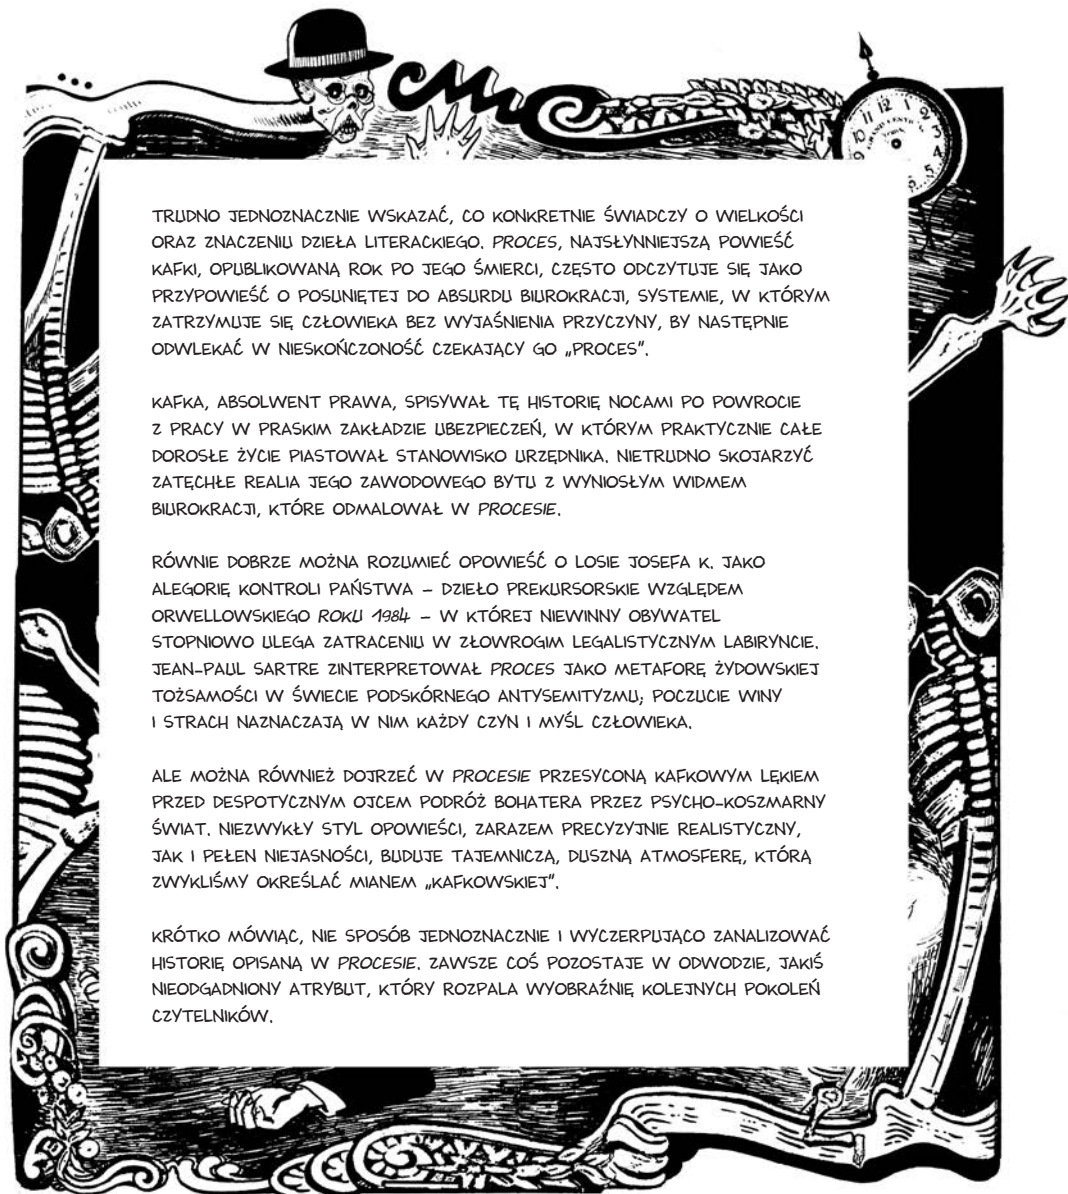 TRUDNO JEDNOZNACZNIE WSKAZAĆ, CO KONKRETNIE ŚWIADCZY O WIELKOŚCI
ORAZ ZNACZENIU DZIEŁA LITERACKIEGO. PROCES, NAJSŁYNNIEJSZĄ POWIEŚĆ
KAFKI, OPUBLIKOWANĄ ROK PO JEGO ŚMIERCI, CZĘSTO ODCZYTUJE SIĘ JAKO
PRZYPOWIEŚĆ O POSUNIĘTEJ DO ABSURDU BIUROKRACJI, SYSTEMIE, W KTÓRYM
ZATRZYMUJE SIĘ CZŁOWIEKA BEZ WYJAŚNIENIA PRZYCZYNY, BY NASTĘPNIE
ODWLEKAĆ W NIESKOŃCZONOŚĆ CZEKAJĄCY GO „PROCES”.
KAFKA, ABSOLWENT PRAWA, SPISYWAŁ TĘ HISTORIĘ NOCAMI PO POWROCIE
Z PRACY W PRASKIM ZAKŁADZIE UBEZPIECZEŃ, W KTÓRYM PRAKTYCZNIE CAŁE
DOROSŁE ŻYCIE PIASTOWAŁ STANOWISKO URZĘDNIKA. NIETRUDNO SKOJARZYĆ
ZATĘCHŁE REALIA JEGO ZAWODOWEGO BYTU Z WYNIOSŁYM WIDMEM
BIUROKRACJI, KTÓRE ODMALOWAŁ W PROCESIE.
RÓWNIE DOBRZE MOŻNA ROZUMIEĆ OPOWIEŚĆ O LOSIE JOSEFA K. JAKO
ALEGORIĘ KONTROLI PAŃSTWA – DZIEŁO PREKURSORSKIE WZGLĘDEM
ORWELLOWSKIEGO ROKU 1984 – W KTÓREJ NIEWINNY OBYWATEL
STOPNIOWO ULEGA ZATRACENIU W ZŁOWROGIM LEGALISTYCZNYM LABIRYNCIE.
JEAN-PAUL SARTRE ZINTERPRETOWAŁ PROCES JAKO METAFORĘ ŻYDOWSKIEJ
TOŻSAMOŚCI W ŚWIECIE PODSKÓRNEGO ANTYSEMITYZMU; POCZUCIE WINY
I STRACH NAZNACZAJĄ W NIM KAŻDY CZYN I MYŚL CZŁOWIEKA.
ALE MOŻNA RÓWNIEŻ DOJRZEĆ W PROCESIE PRZESYCONĄ KAFKOWYM LĘKIEM
PRZED DESPOTYCZNYM OJCEM PODRÓŻ BOHATERA PRZEZ PSYCHO-KOSZMARNY
ŚWIAT. NIEZWYKŁY STYL OPOWIEŚCI, ZARAZEM PRECYZYJNIE REALISTYCZNY,
JAK I PEŁEN NIEJASNOŚCI, BUDUJE TAJEMNICZĄ, DUSZNĄ ATMOSFERĘ, KTÓRĄ
ZWYKLIŚMY OKREŚLAĆ MIANEM „KAFKOWSKIEJ”.
KRÓTKO MÓWIĄC, NIE SPOSÓB JEDNOZNACZNIE I WYCZERPUJĄCO ZANALIZOWAĆ
HISTORIĘ OPISANĄ W PROCESIE. ZAWSZE COŚ POZOSTAJE W ODWODZIE, JAKIŚ
NIEODGADNIONY ATRYBUT, KTÓRY ROZPALA WYOBRAŹNIĘ KOLEJNYCH POKOLEŃ
CZYTELNIKÓW.